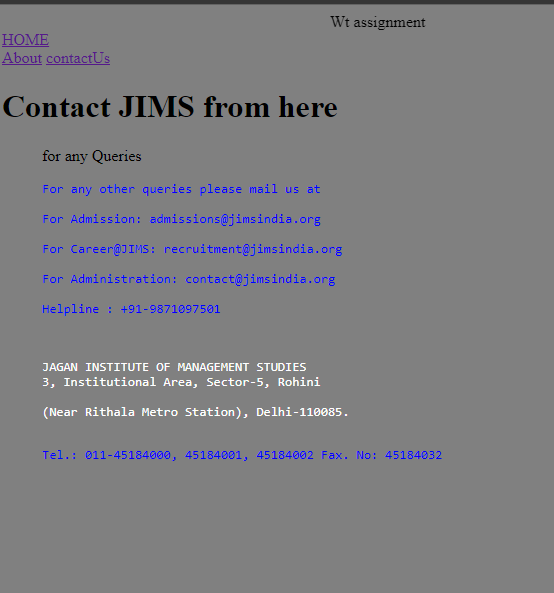 Wt assignment
HOME
About contactUs
Contact JIMS from here
for any Queries
For any other queries please mail us at
For Admission: admissions@jimsindia.org
For Career@JIMS: recruitment@jimsindia.org
For Administration: contact@jimsindia.org
Helpline : +91-9871097501
JAGAN INSTITUTE OF MANAGEMENT STUDIES
3, Institutional Area, Sector-5, Rohini
(Near Rithala Metro Station), Delhi-110085.
Tel.: 011-45184000, 45184001, 45184002 Fax. No: 45184032